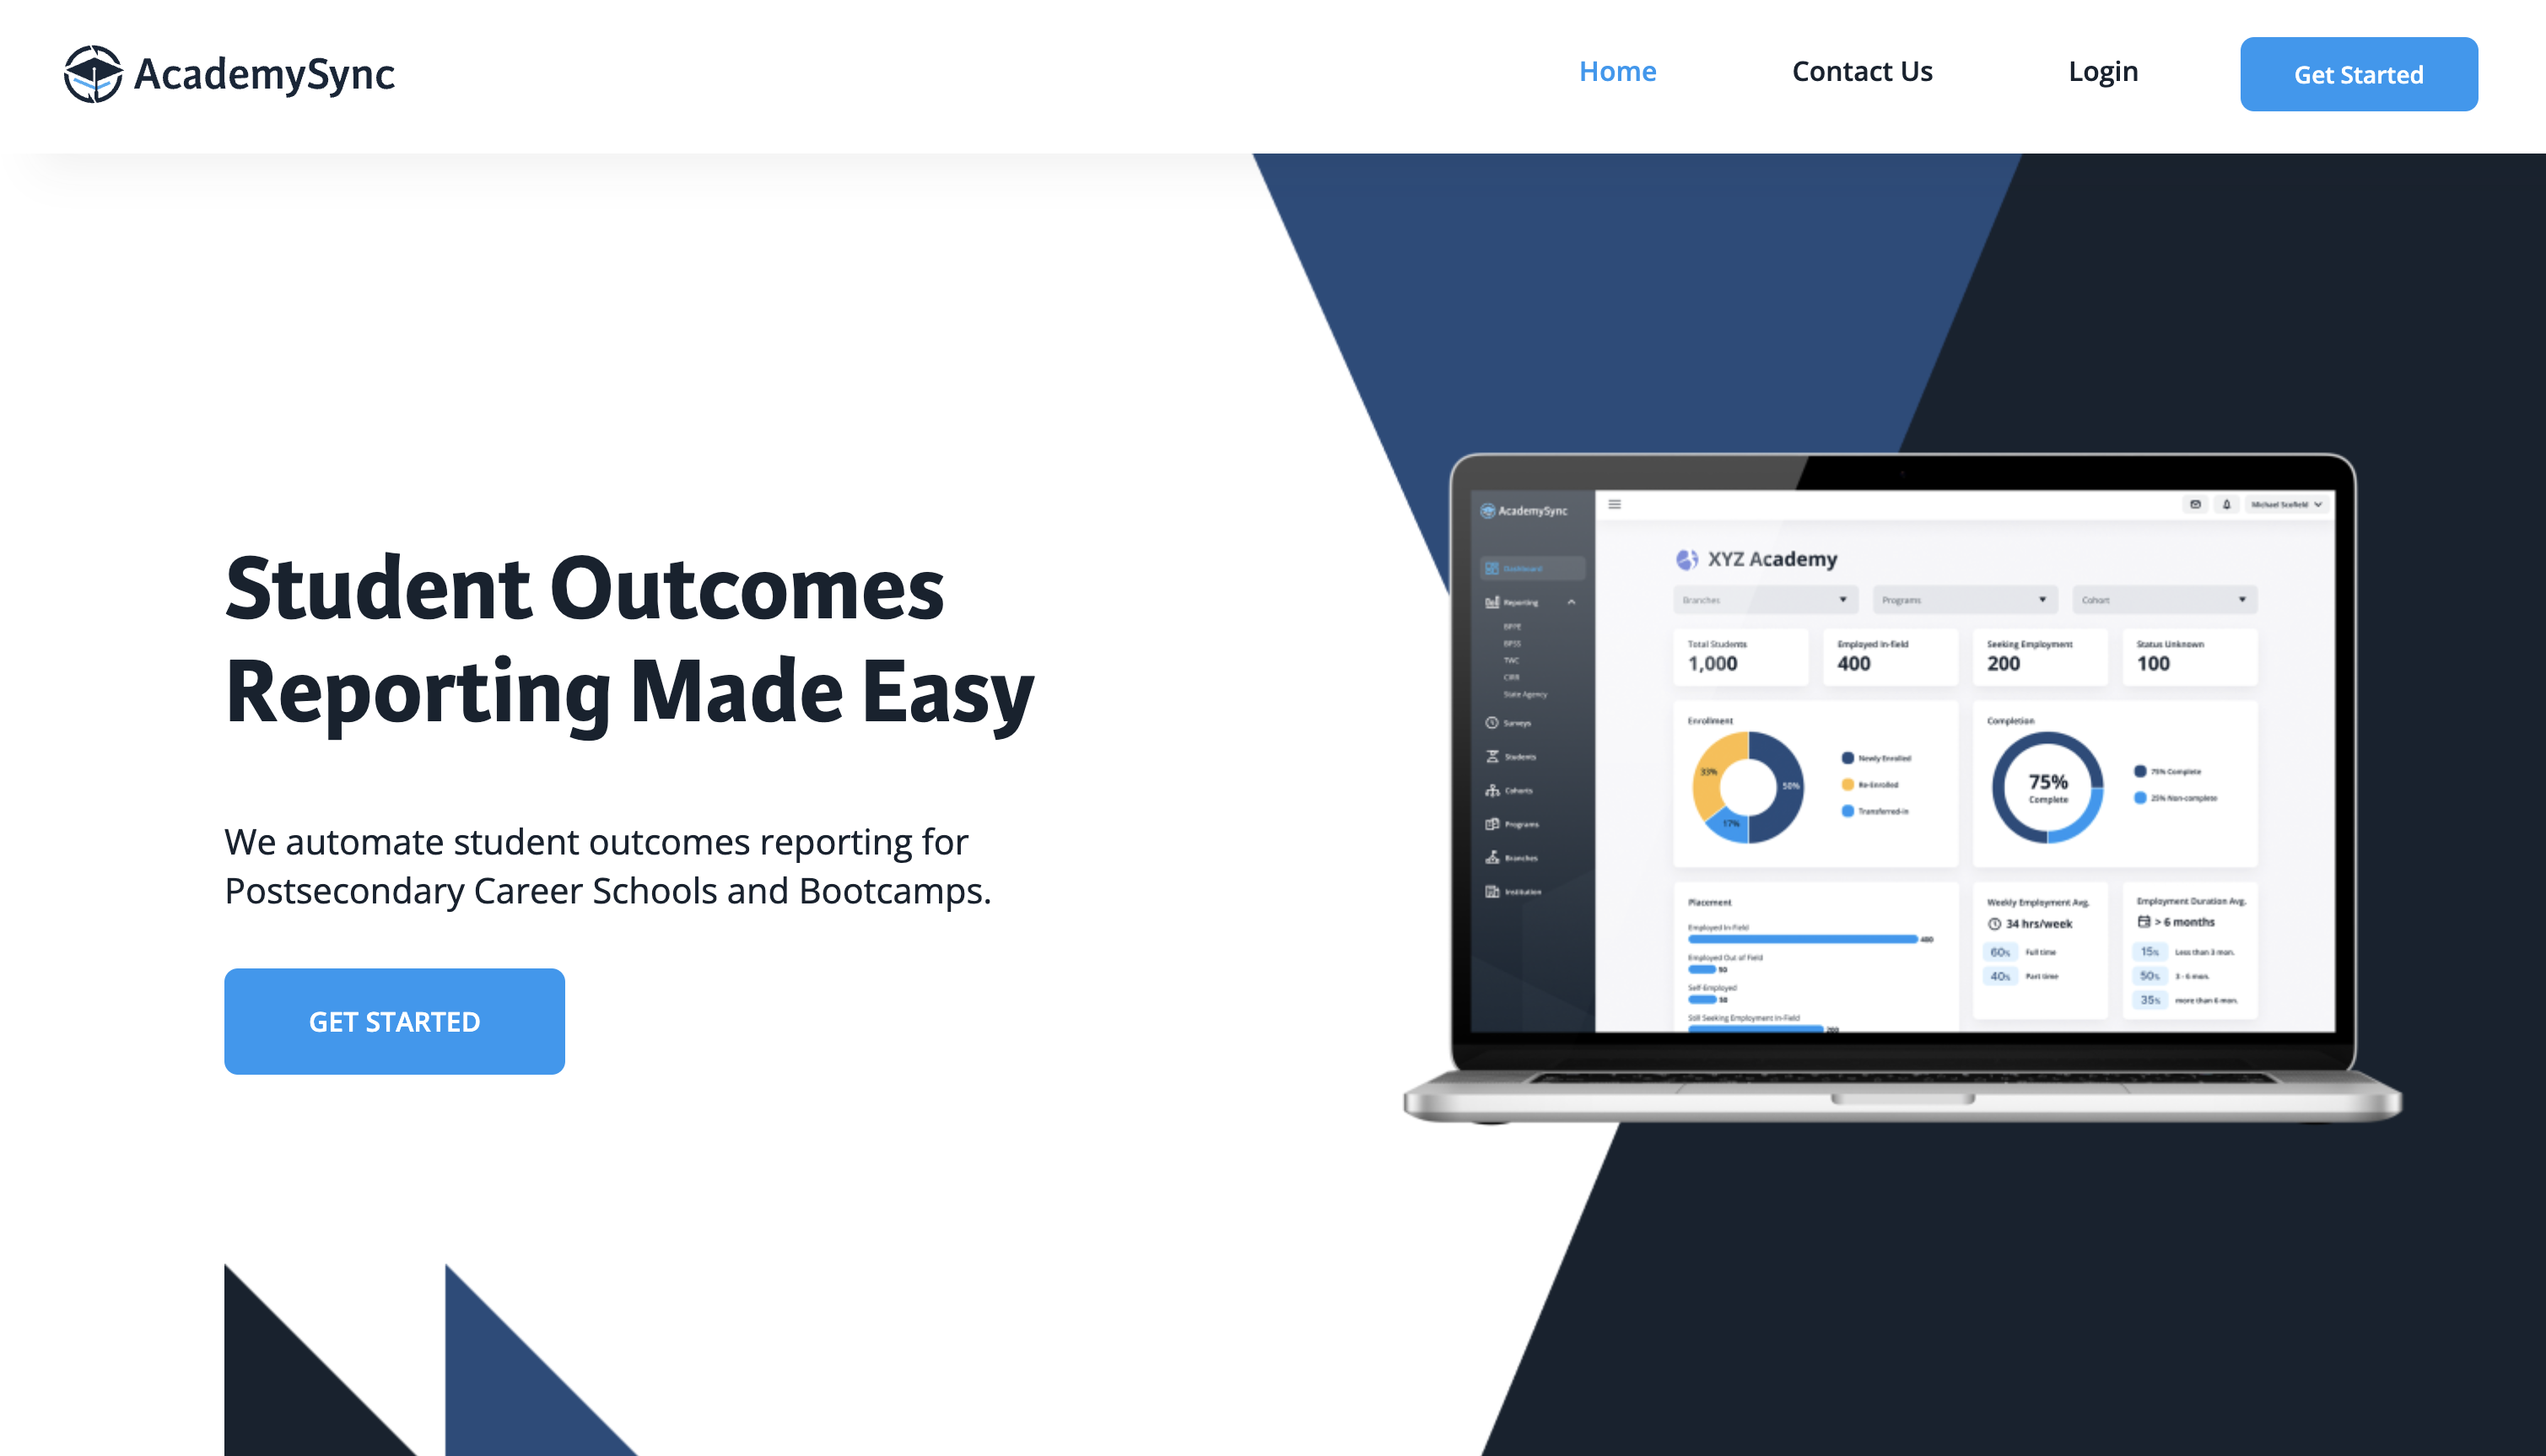 AcademySync
Home
Contact Us
Login
Get Started
Student Outcomes
Reporting Made Easy
We automate student outcomes reporting for
Postsecondary Career Schools and Bootcamps.
GET STARTED
AcademySync
Michael Scofield
Dashboard
Reporting
BPPE
BPSS
TWC
CIRR
State Agency
Surveys
Students
Cohorts
Programs
Branches
Institution
XYZ Academy
Branches
Programs
Cohort
Total Students
1,000
Employed In-field
400
Seeking Employment
200
Status Unknown
100
Enrollment
33%
50%
17%
Newly Enrolled
Re-Enrolled
Transferred-in
Completion
75%
Complete
75% Complete
25% Non-complete
Placement
Employed In-Field
400
Employed Out of Field
50
Self-Employed
50
Still Seeking Employment In-Field
200
Weekly Employment Avg.
34 hrs/week
60% Full time
40% Part time
Employment Duration Avg.
> 6 months
15% Less than 3 mon.
50% 3 - 6 mon.
35% more than 6 mon.